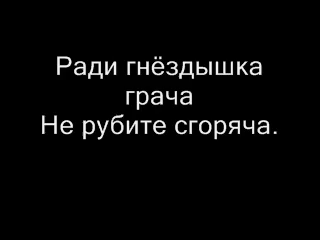 Ради гнёздышка
грача
Не рубите сгоряча.